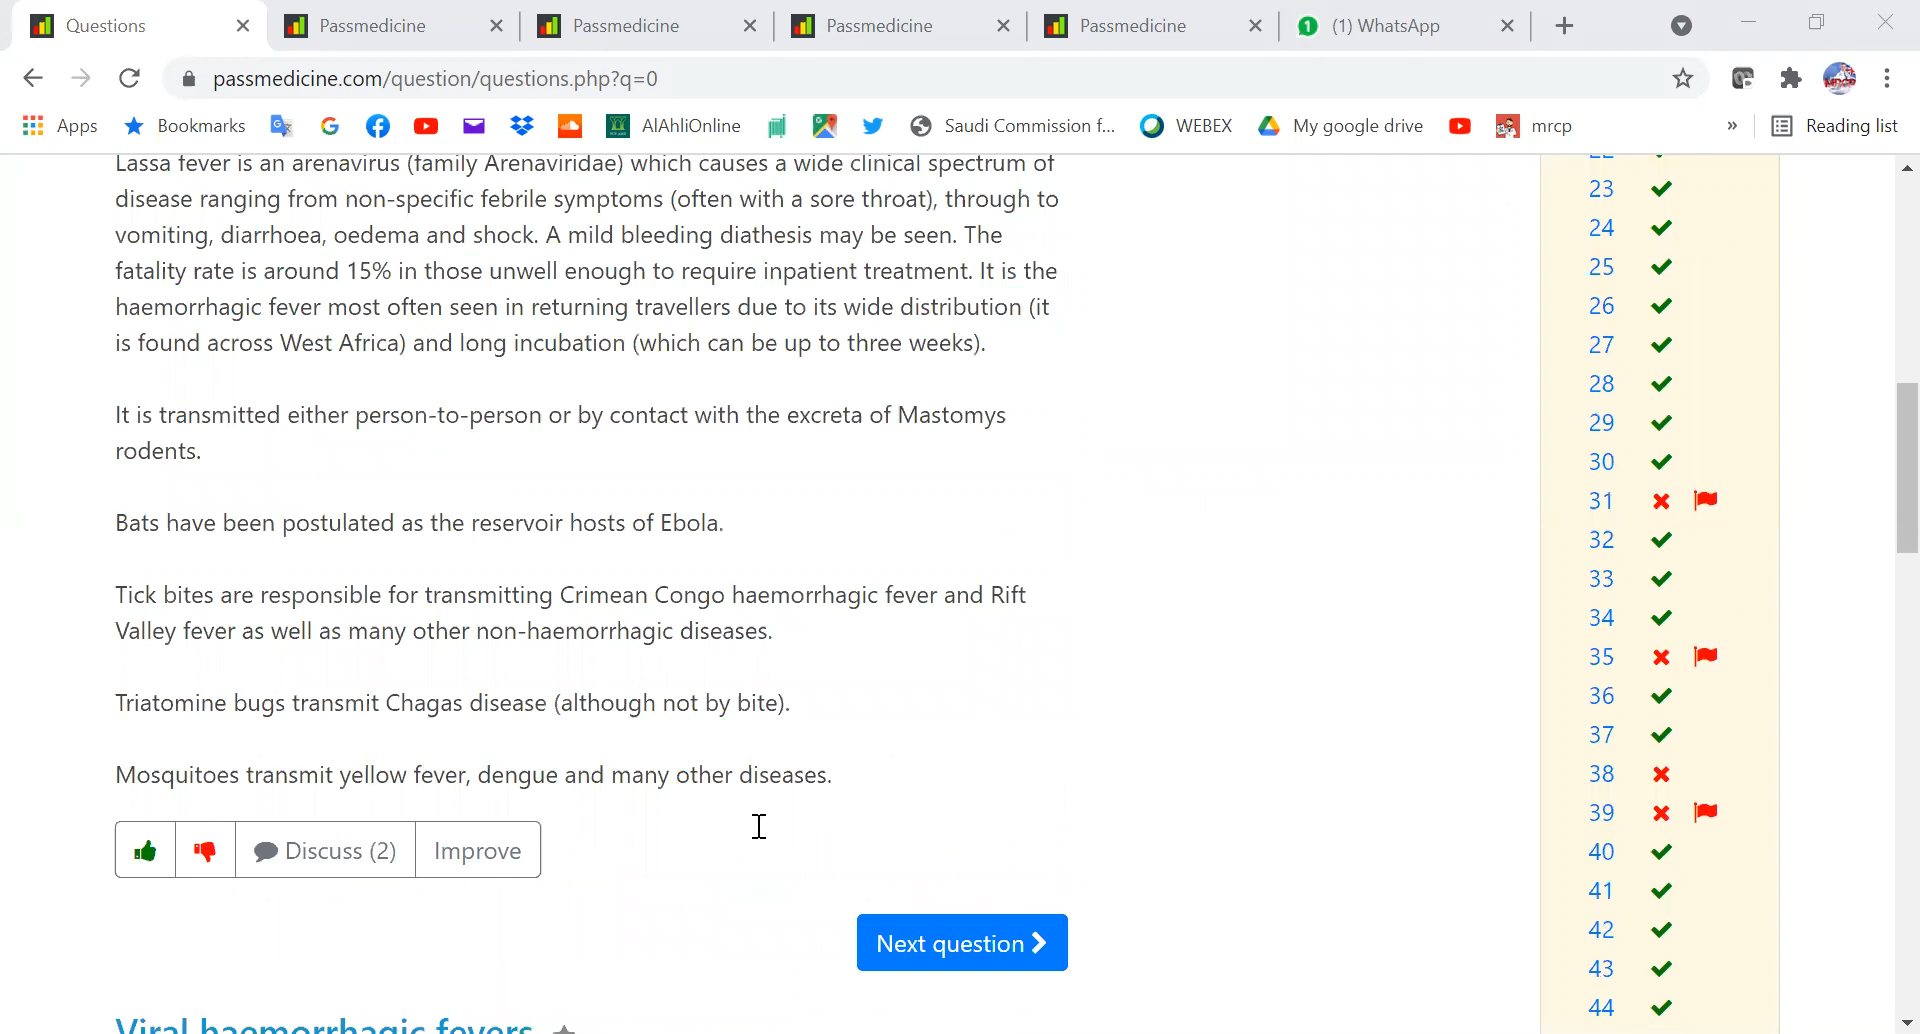 Questions
Passmedicine
Passmedicine
Passmedicine
Passmedicine
1 (1) WhatsApp
passmedicine.com/question/questions.php?q=0
Apps
Bookmarks
AlAhliOnline
Saudi Commission f...
WEBEX
My google drive
mrcp
»
Reading list
Lassa fever is an arenavirus (family Arenaviridae) which causes a wide clinical spectrum of
disease ranging from non-specific febrile symptoms (often with a sore throat), through to
vomiting, diarrhoea, oedema and shock. A mild bleeding diathesis may be seen. The
fatality rate is around 15% in those unwell enough to require inpatient treatment. It is the
haemorrhagic fever most often seen in returning travellers due to its wide distribution (it
is found across West Africa) and long incubation (which can be up to three weeks).
It is transmitted either person-to-person or by contact with the excreta of Mastomys
rodents.
Bats have been postulated as the reservoir hosts of Ebola.
Tick bites are responsible for transmitting Crimean Congo haemorrhagic fever and Rift
Valley fever as well as many other non-haemorrhagic diseases.
Triatomine bugs transmit Chagas disease (although not by bite).
Mosquitoes transmit yellow fever, dengue and many other diseases.
Discuss (2)
Improve
Next question
Viral haemorrhagic fevers
22
23
24
25
26
27
28
29
30
31
32
33
34
35
36
37
38
39
40
41
42
43
44